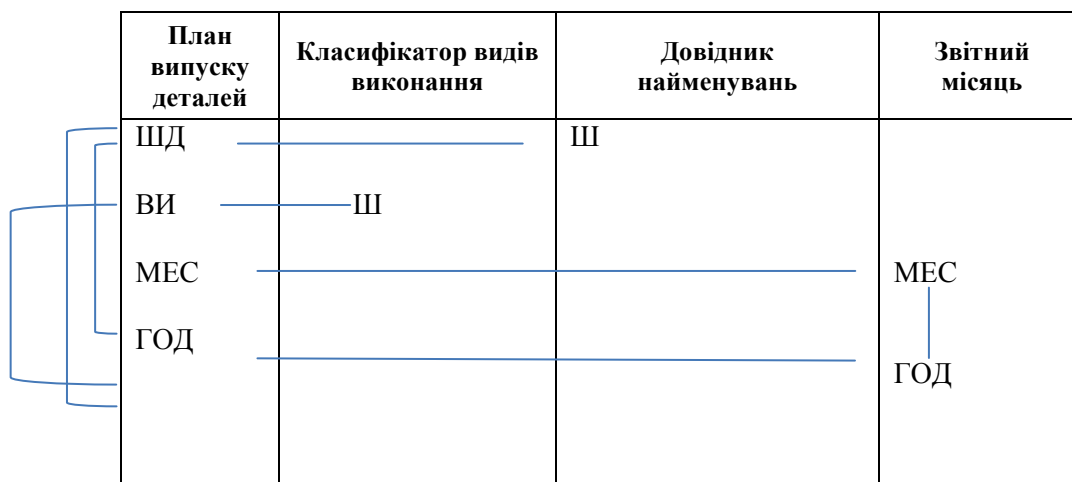 План випуску деталей
Класифікатор видів виконання
Довідник найменувань
Звітний місяць
ШД
Ш
ВИ
Ш
МЕС
МЕС
ГОД
ГОД